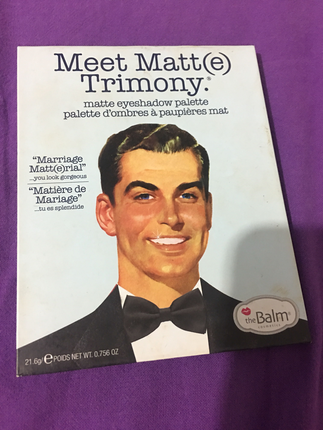 Meet Matt(e)
Trimony.®
matte eyeshadow palette
palette d'ombres à paupières mat
"Marriage
Matt(e)rial"
...you look gorgeous
"Matière de
Mariage"
...tu es splendide
theBalm®
cosmetics
21.6g/℮POIDS NET WT. 0.756 OZ